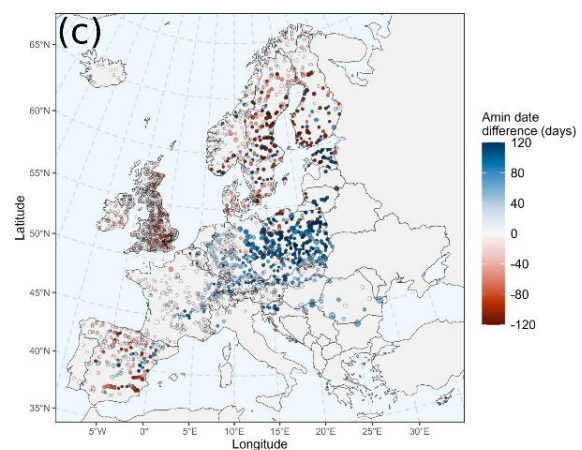 (c)
65°N
60°N
55°N
50°N
45°N
40°N
35°N
Latitude
5°W
0°
5°E
10°E
15°E
20°E
25°E
30°E
Longitude
Amin date
difference (days)
120
80
40
0
-40
-80
-120